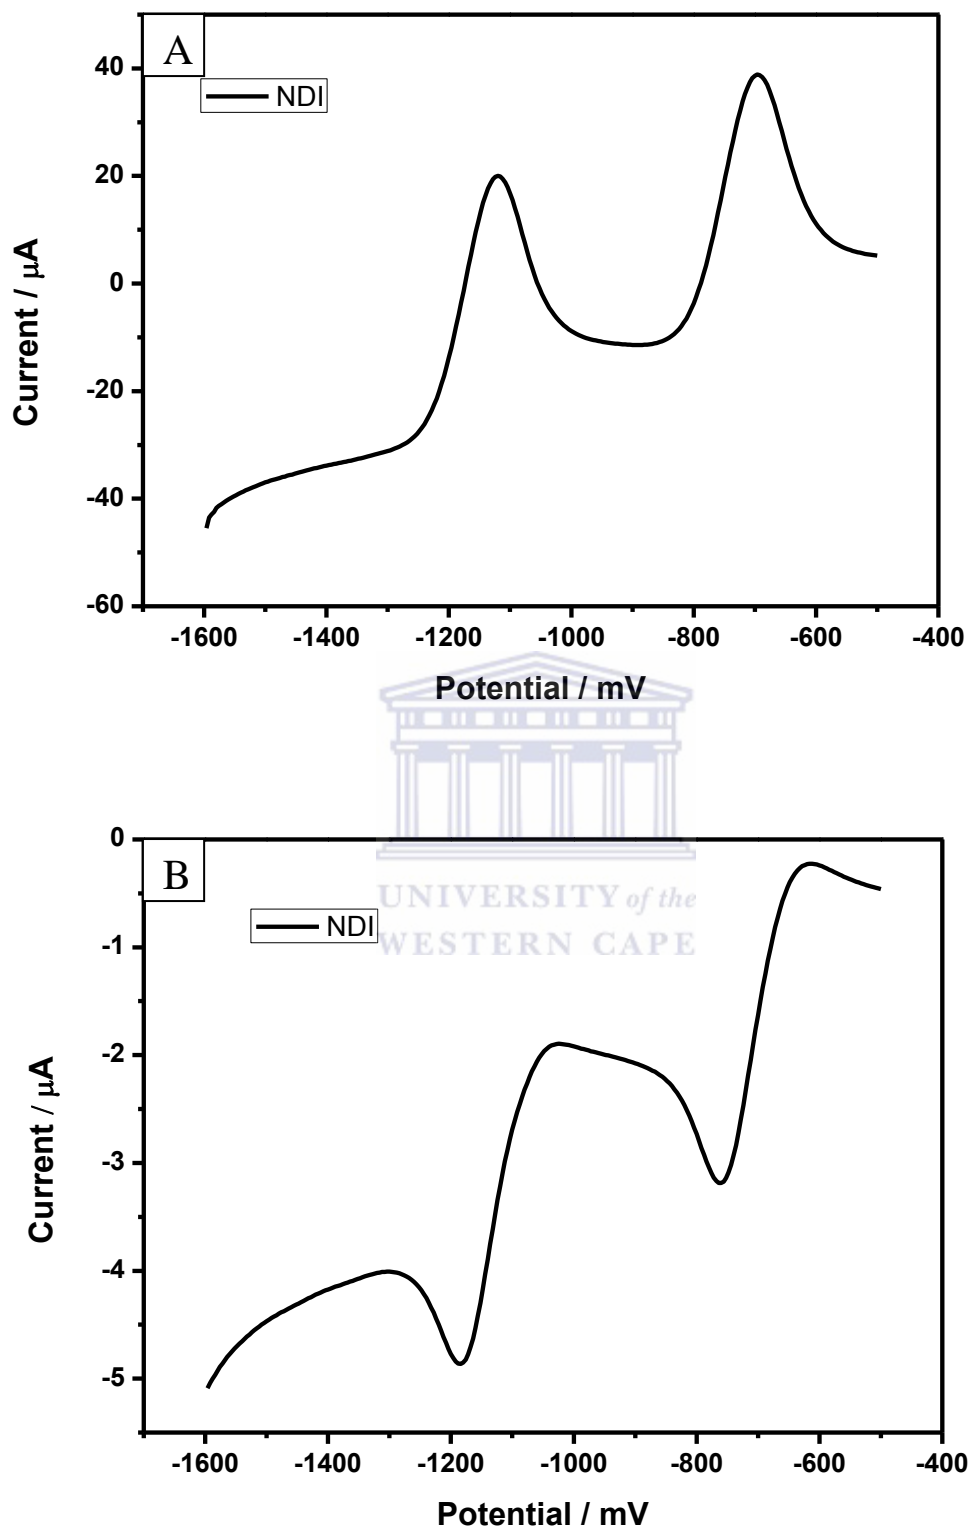 A
NDI
40
20
0
-20
-40
-60
Current / µA
-1600 -1400 -1200 -1000 -800 -600 -400
Potential / mV
B
NDI
0
-1
-2
-3
-4
-5
Current / µA
UNIVERSITY of the
WESTERN CAPE
-1600 -1400 -1200 -1000 -800 -600 -400
Potential / mV